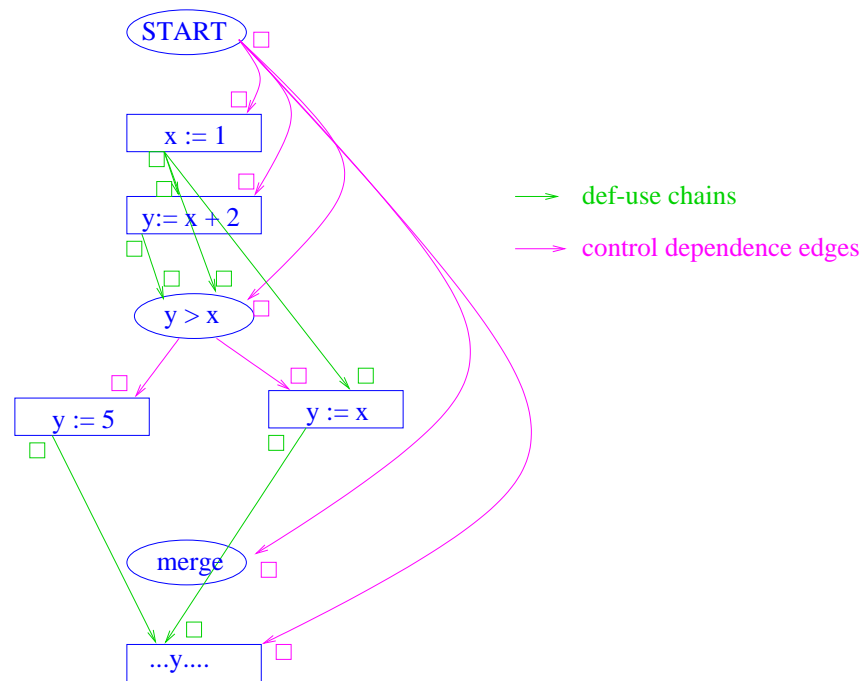 START
x := 1
y:= x + 2
def-use chains
control dependence edges
y > x
y := 5
y := x
merge
...y....